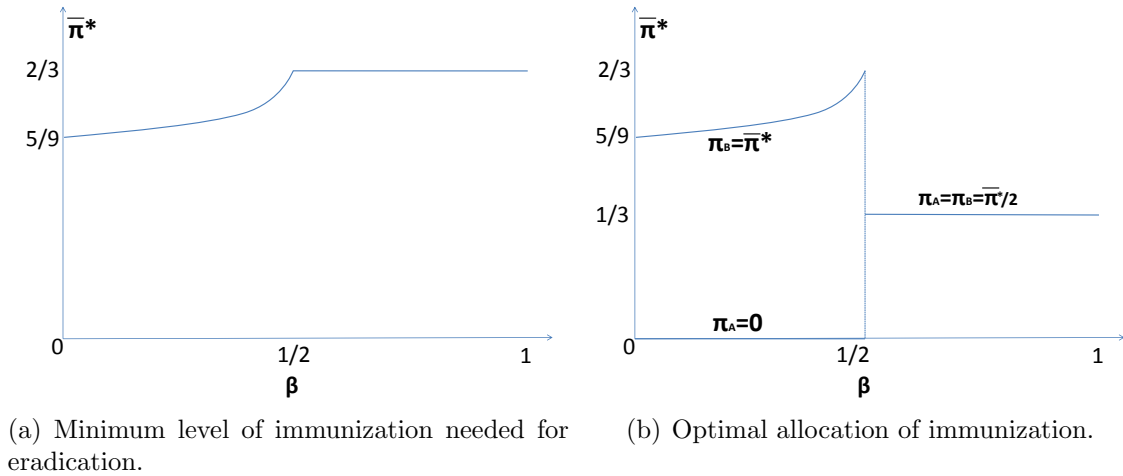 π̅*
2/3
5/9
0
1/2
1
β
π̅*
2/3
5/9
1/3
0
πB=π̅*
πA=πB=π̅*/2
πA=0
1/2
1
β
(a) Minimum level of immunization needed for
eradication.
(b) Optimal allocation of immunization.